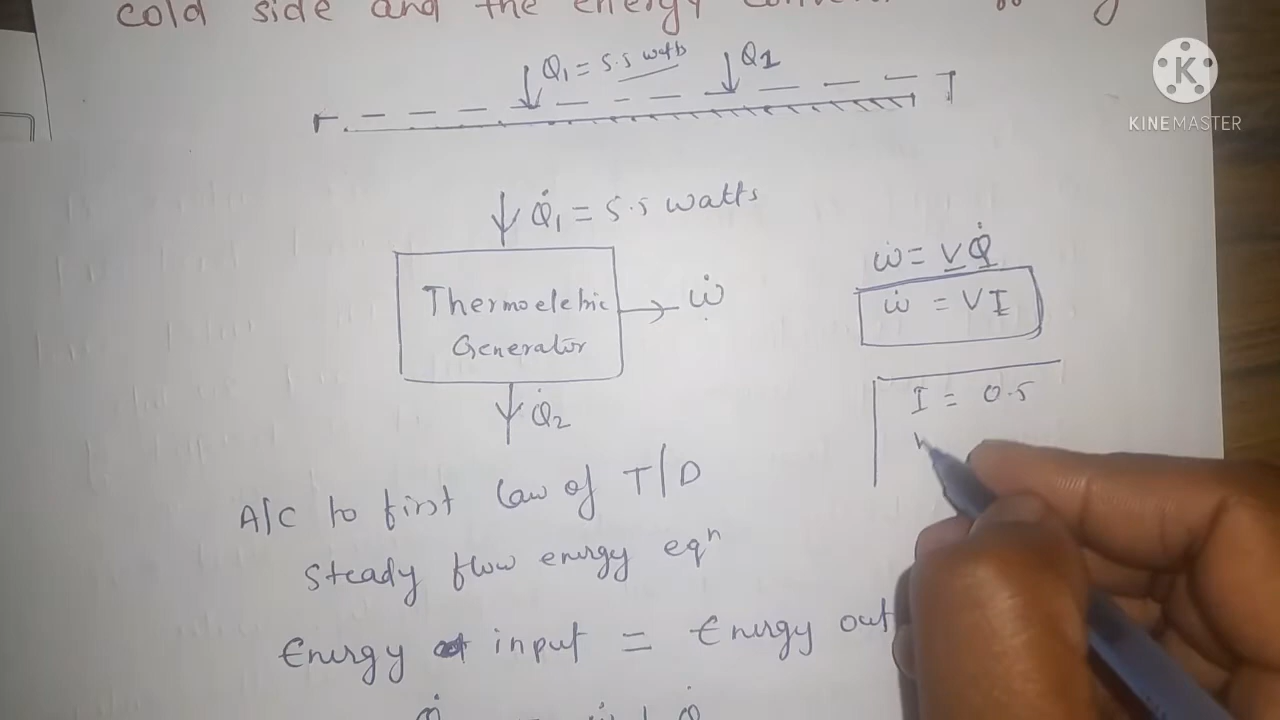 cold side and the energy
Q₁ = 5.5 watts
Q1
Q̇₁ = 5.5 watts
Thermoeletric
Generator
ẇ
Q̇₂
ẇ = VQ̇
ẇ = VI
I = 0.5
A/C to first law of T/D
Steady flow energy eqⁿ
Energy input = Energy out
KINEMASTER